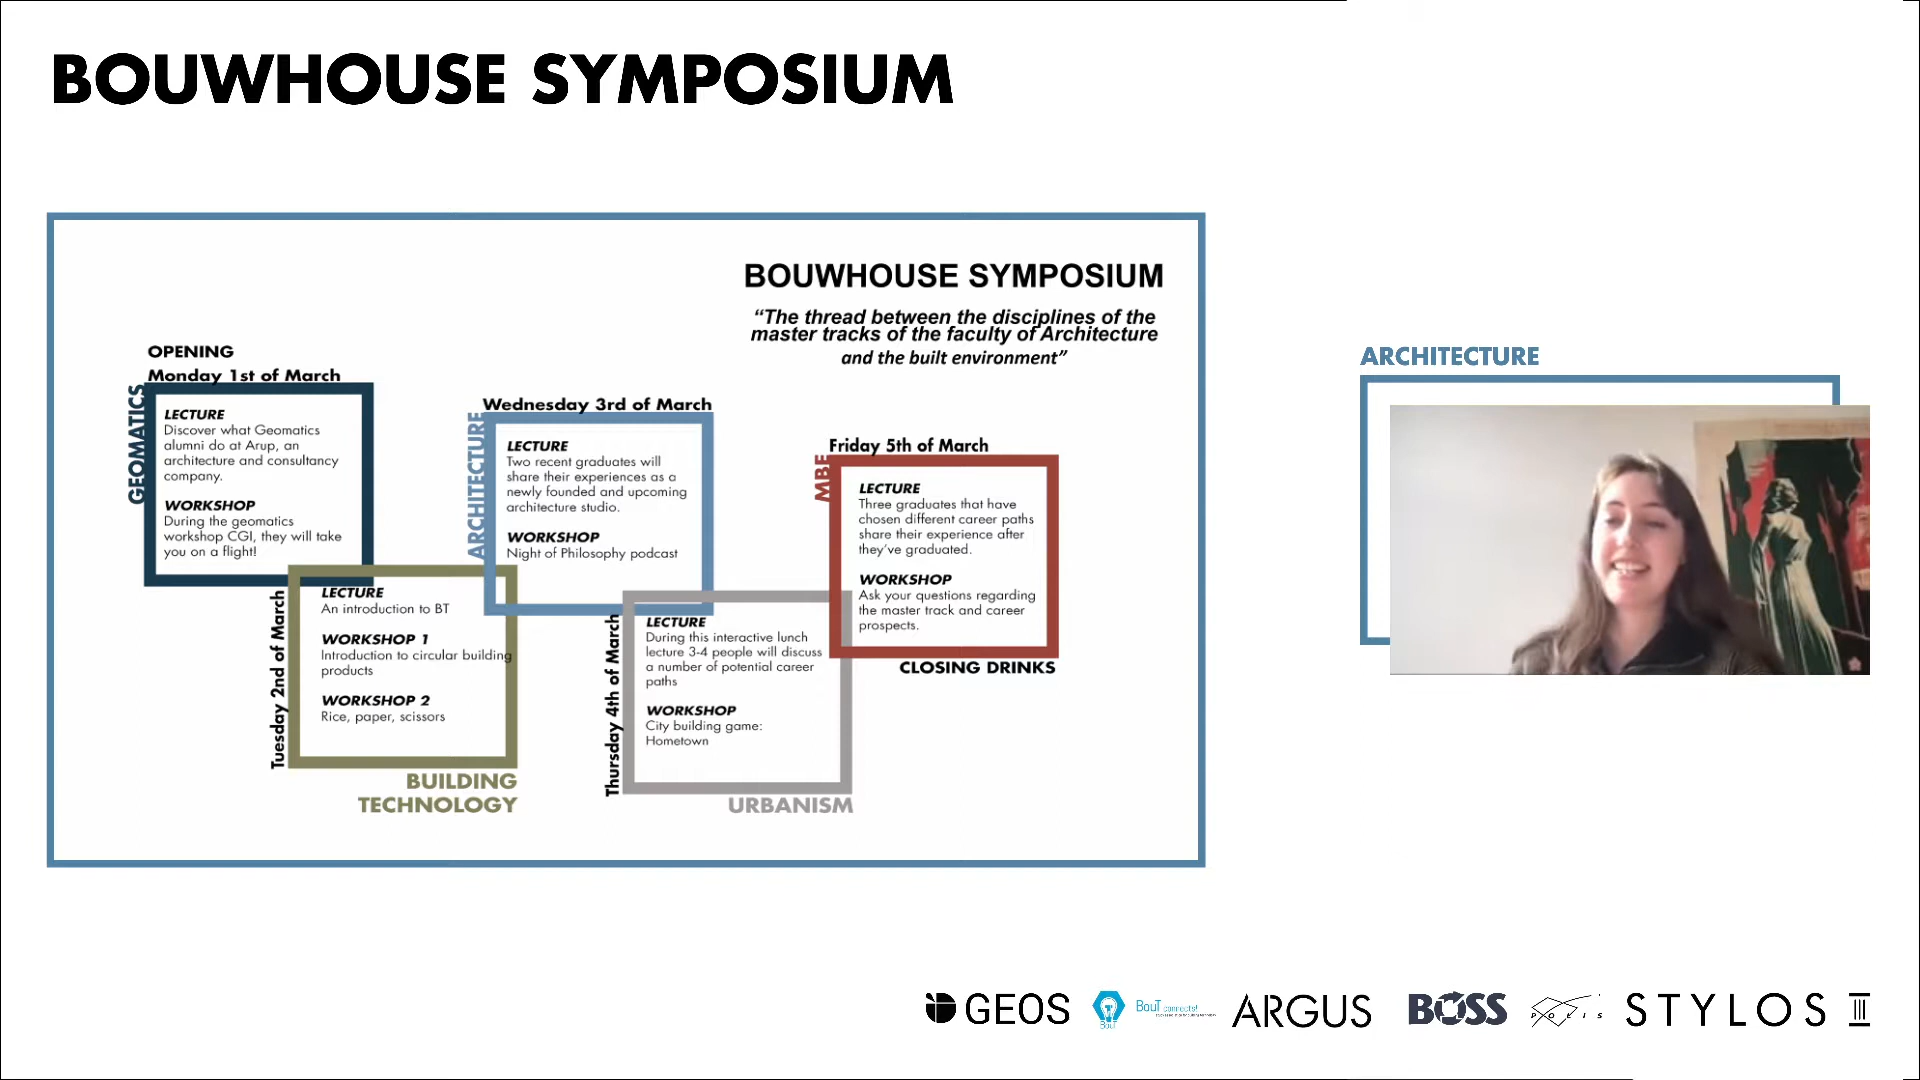 BOUWHOUSE SYMPOSIUM
BOUWHOUSE SYMPOSIUM
“The thread between the disciplines of the
master tracks of the faculty of Architecture
and the built environment”
OPENING
Monday 1st of March
GEOMATICS
LECTURE
Discover what Geomatics
alumni do at Arup, an
architecture and consultancy
company.
WORKSHOP
During the geomatics
workshop CGI, they will take
you on a flight!
Tuesday 2nd of March
LECTURE
An introduction to BT
WORKSHOP 1
Introduction to circular building
products
WORKSHOP 2
Rice, paper, scissors
BUILDING
TECHNOLOGY
Wednesday 3rd of March
ARCHITECTURE
LECTURE
Two recent graduates will
share their experiences as a
newly founded and upcoming
architecture studio.
WORKSHOP
Night of Philosophy podcast
Thursday 4th of March
LECTURE
During this interactive lunch
lecture 3-4 people will discuss
a number of potential career
paths
WORKSHOP
City building game:
Hometown
URBANISM
Friday 5th of March
MBE
LECTURE
Three graduates that have
chosen different career paths
share their experience after
they’ve graduated.
WORKSHOP
Ask your questions regarding
the master track and career
prospects.
CLOSING DRINKS
ARCHITECTURE
GEOS
BouT
BouT connects!
ARGUS
BOSS
POLIS
STYLOS